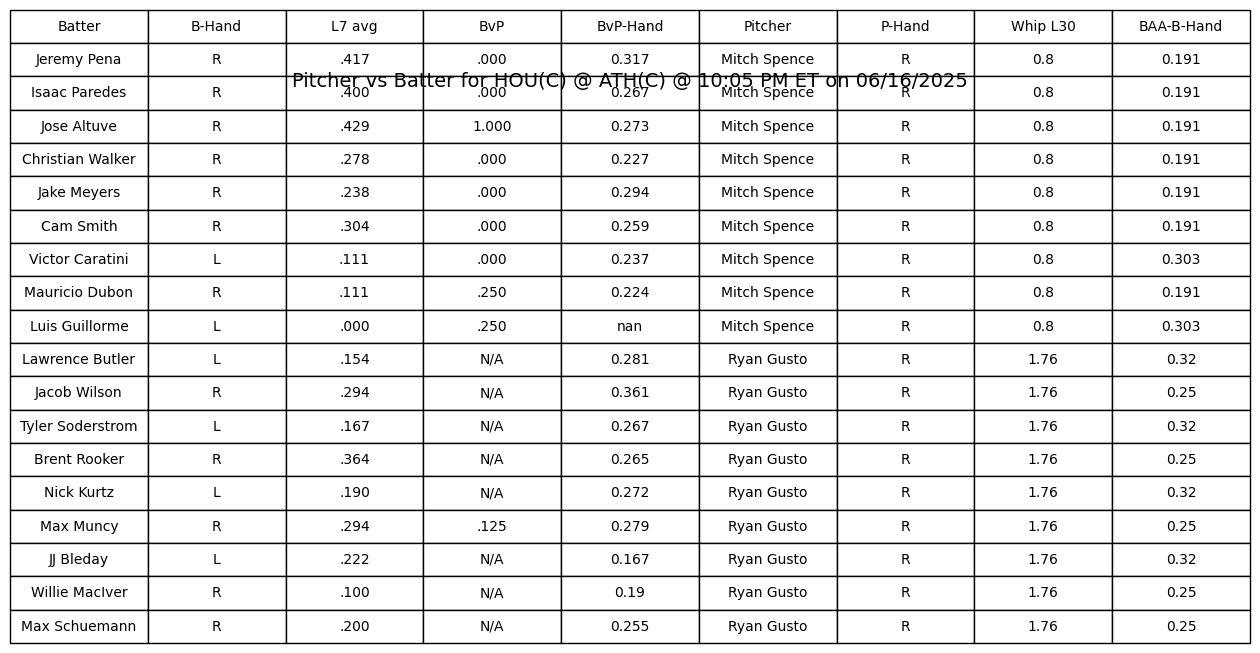 Batter B-Hand L7 avg BvP BvP-Hand Pitcher P-Hand Whip L30 BAA-B-Hand
Jeremy Pena R .417 .000 0.317 Mitch Spence R 0.8 0.191
Pitcher vs Batter for HOU(C) @ ATH(C) @ 10:05 PM ET on 06/16/2025
Isaac Paredes R .400 .000 0.267 Mitch Spence R 0.8 0.191
Jose Altuve R .429 1.000 0.273 Mitch Spence R 0.8 0.191
Christian Walker R .278 .000 0.227 Mitch Spence R 0.8 0.191
Jake Meyers R .238 .000 0.294 Mitch Spence R 0.8 0.191
Cam Smith R .304 .000 0.259 Mitch Spence R 0.8 0.191
Victor Caratini L .111 .000 0.237 Mitch Spence R 0.8 0.303
Mauricio Dubon R .111 .250 0.224 Mitch Spence R 0.8 0.191
Luis Guillorme L .000 .250 nan Mitch Spence R 0.8 0.303
Lawrence Butler L .154 N/A 0.281 Ryan Gusto R 1.76 0.32
Jacob Wilson R .294 N/A 0.361 Ryan Gusto R 1.76 0.25
Tyler Soderstrom L .167 N/A 0.267 Ryan Gusto R 1.76 0.32
Brent Rooker R .364 N/A 0.265 Ryan Gusto R 1.76 0.25
Nick Kurtz L .190 N/A 0.272 Ryan Gusto R 1.76 0.32
Max Muncy R .294 .125 0.279 Ryan Gusto R 1.76 0.25
JJ Bleday L .222 N/A 0.167 Ryan Gusto R 1.76 0.32
Willie MacIver R .100 N/A 0.19 Ryan Gusto R 1.76 0.25
Max Schuemann R .200 N/A 0.255 Ryan Gusto R 1.76 0.25